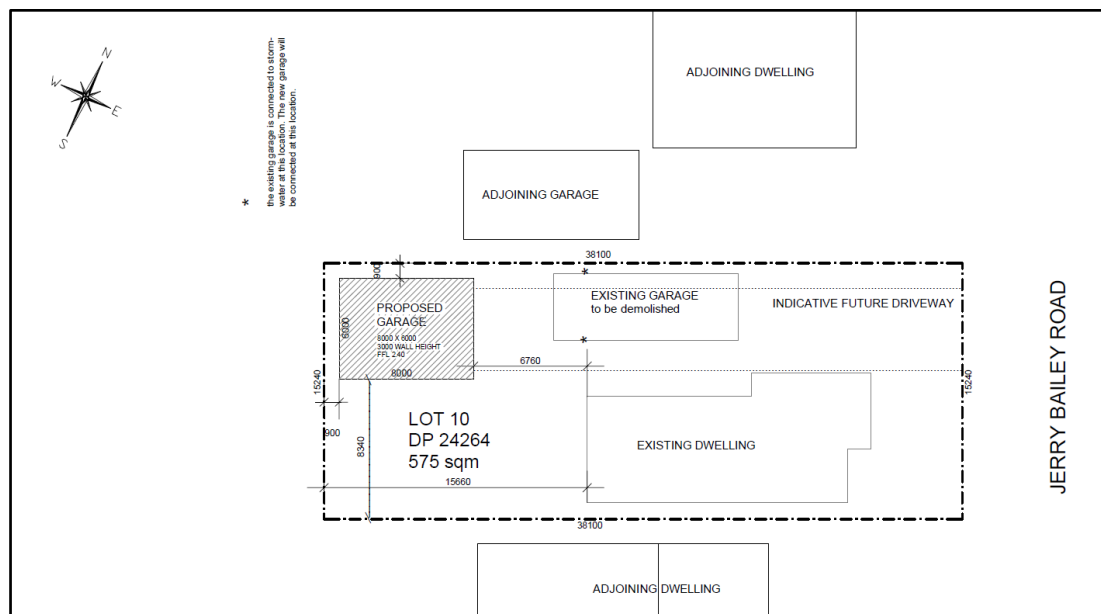 N
W
E
S
the existing garage is connected to storm-
water at this location. The new garage will
be connected at this location.
*
ADJOINING DWELLING
ADJOINING GARAGE
38100
900
*
PROPOSED
GARAGE
8000 X 6000
3000 WALL HEIGHT
FFL 2.40
6000
8000
EXISTING GARAGE
to be demolished
*
INDICATIVE FUTURE DRIVEWAY
6760
15240
15240
900
8340
LOT 10
DP 24264
575 sqm
15660
EXISTING DWELLING
38100
ADJOINING DWELLING
JERRY BAILEY ROAD